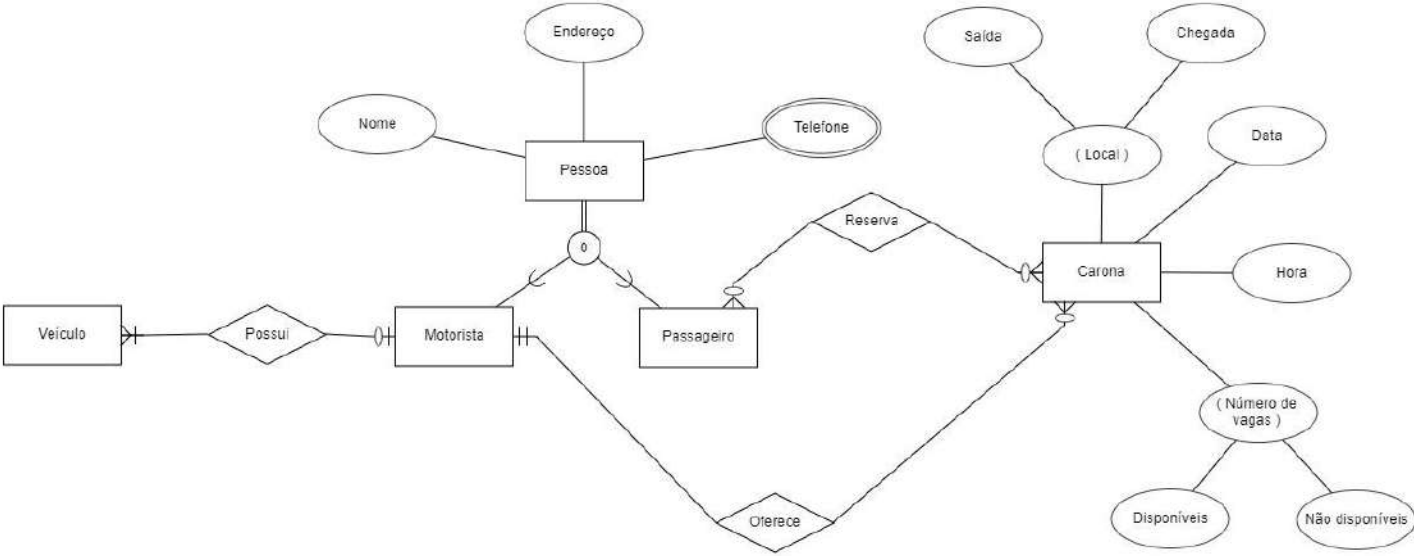 Endereço
Saída
Chegada
Nome
Telefone
( Local )
Data
Pessoa
Reserva
o
Carona
Hora
Veículo
Possui
Motorista
Passageiro
( Número de
vagas )
Oferece
Disponíveis
Não disponíveis